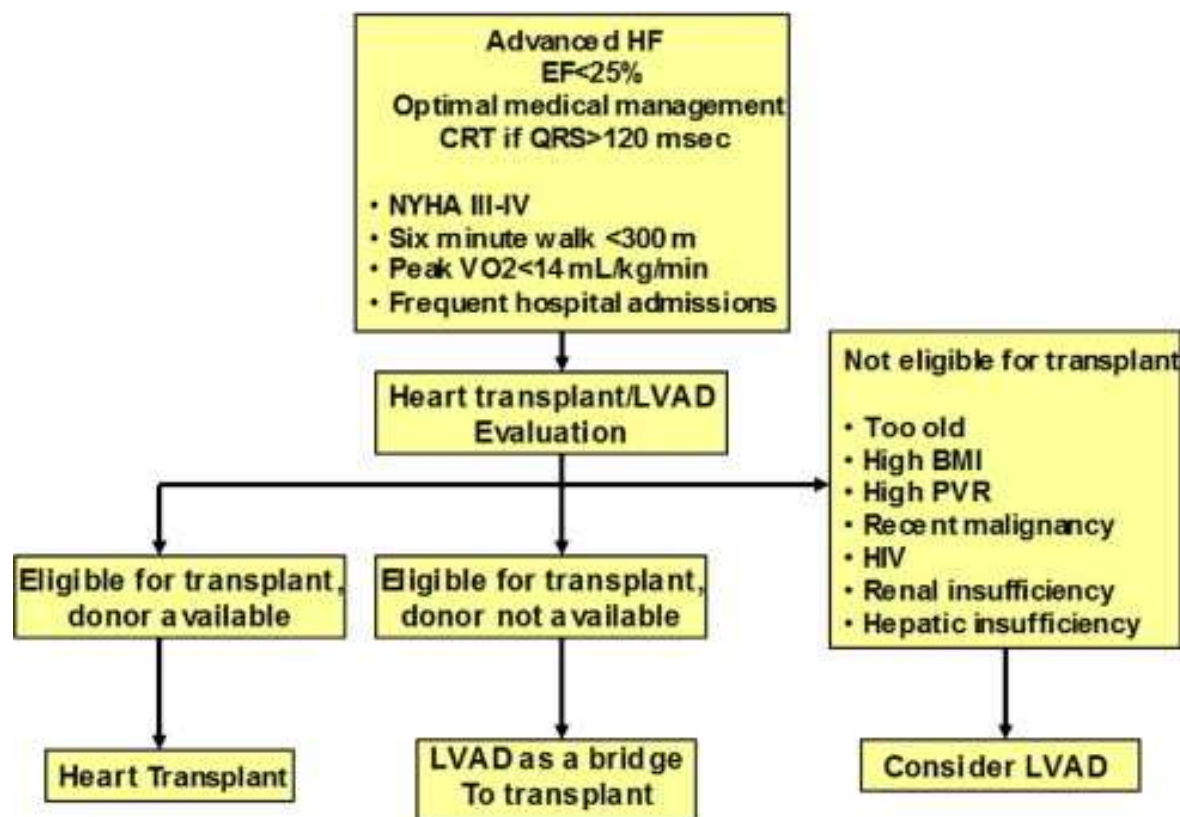 Advanced HF
EF<25%
Optimal medical management
CRT if QRS>120 msec
• NYHA III-IV
• Six minute walk <300 m
• Peak VO2<14 mL/kg/min
• Frequent hospital admissions
Heart transplant/LVAD
Evaluation
Not eligible for transplant
• Too old
• High BMI
• High PVR
• Recent malignancy
• HIV
• Renal insufficiency
• Hepatic insufficiency
Eligible for transplant,
donor available
Eligible for transplant,
donor not available
Heart Transplant
LVAD as a bridge
To transplant
Consider LVAD